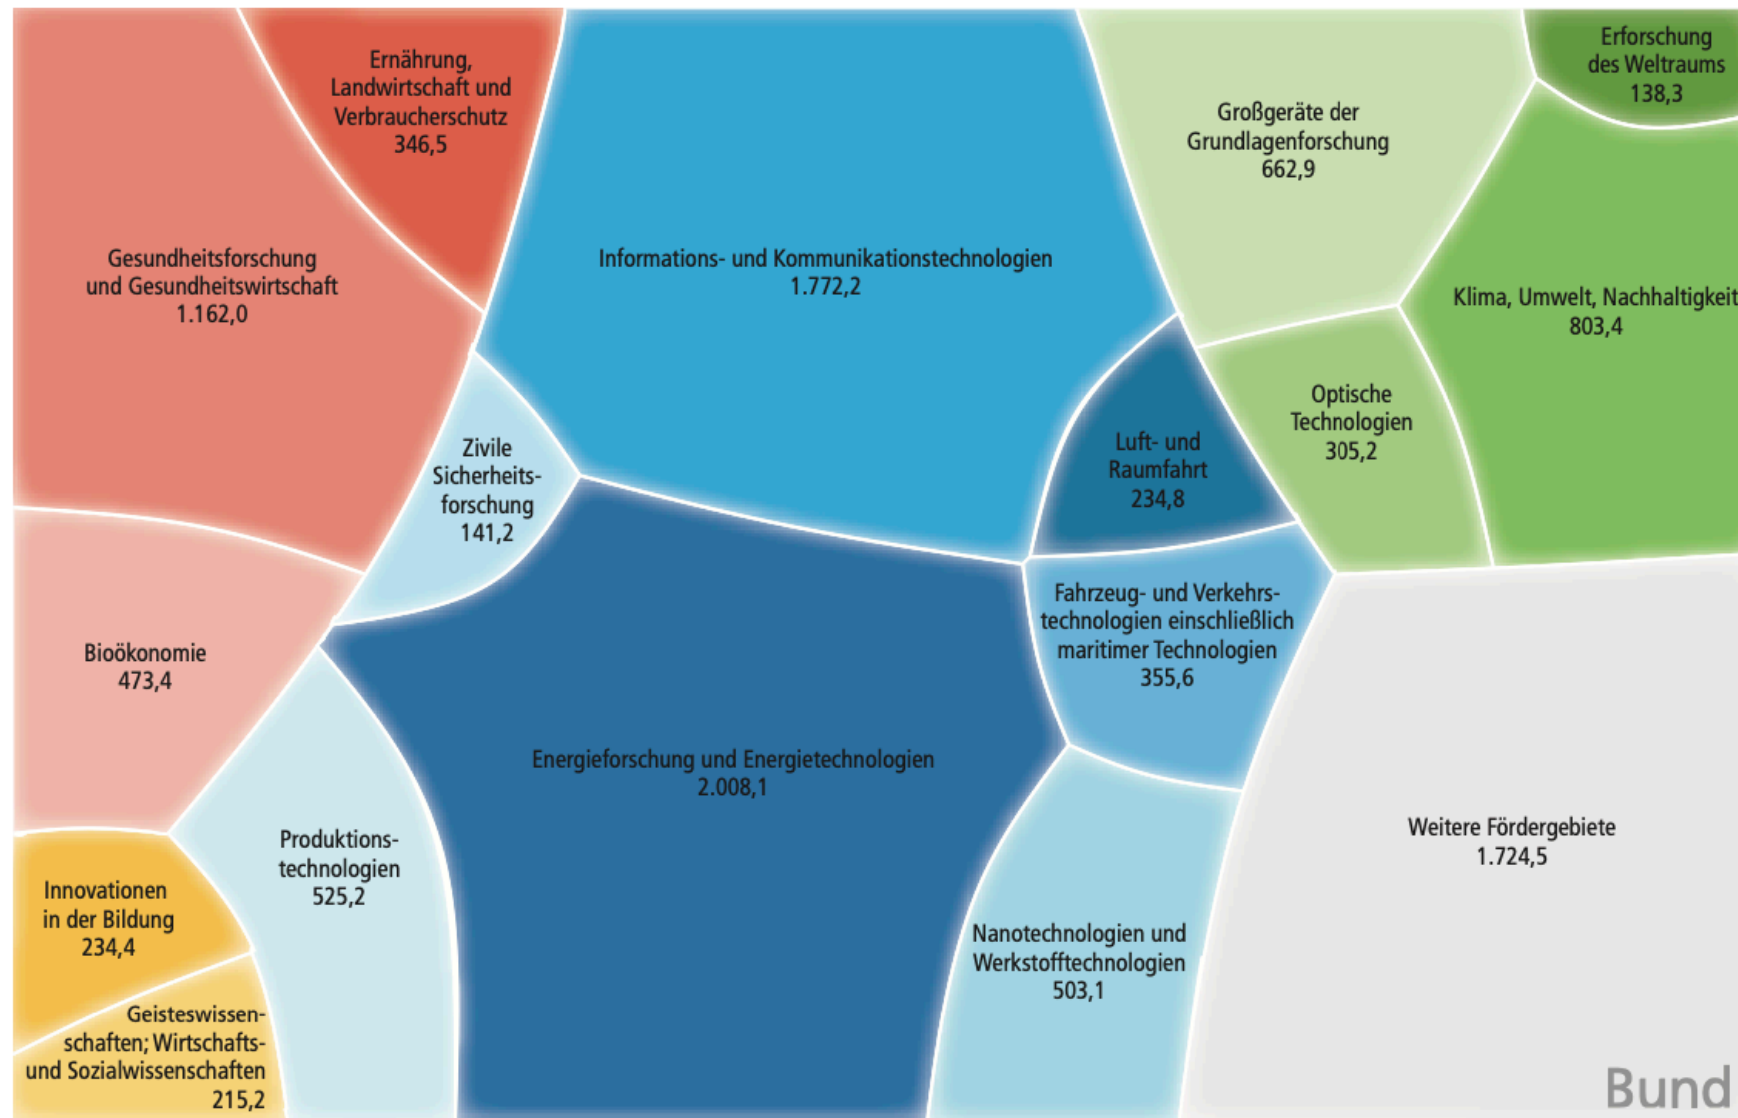 Ernährung,
Landwirtschaft und
Verbraucherschutz
346,5
Erforschung
des Weltraums
138,3
Großgeräte der
Grundlagenforschung
662,9
Gesundheitsforschung
und Gesundheitswirtschaft
1.162,0
Informations- und Kommunikationstechnologien
1.772,2
Klima, Umwelt, Nachhaltigkeit
803,4
Optische
Technologien
305,2
Zivile
Sicherheits-
forschung
141,2
Luft- und
Raumfahrt
234,8
Fahrzeug- und Verkehrs-
technologien einschließlich
maritimer Technologien
355,6
Bioökonomie
473,4
Energieforschung und Energietechnologien
2.008,1
Produktions-
technologien
525,2
Weitere Fördergebiete
1.724,5
Innovationen
in der Bildung
234,4
Nanotechnologien und
Werkstofftechnologien
503,1
Geisteswissen-
schaften; Wirtschafts-
und Sozialwissenschaften
215,2
Bund